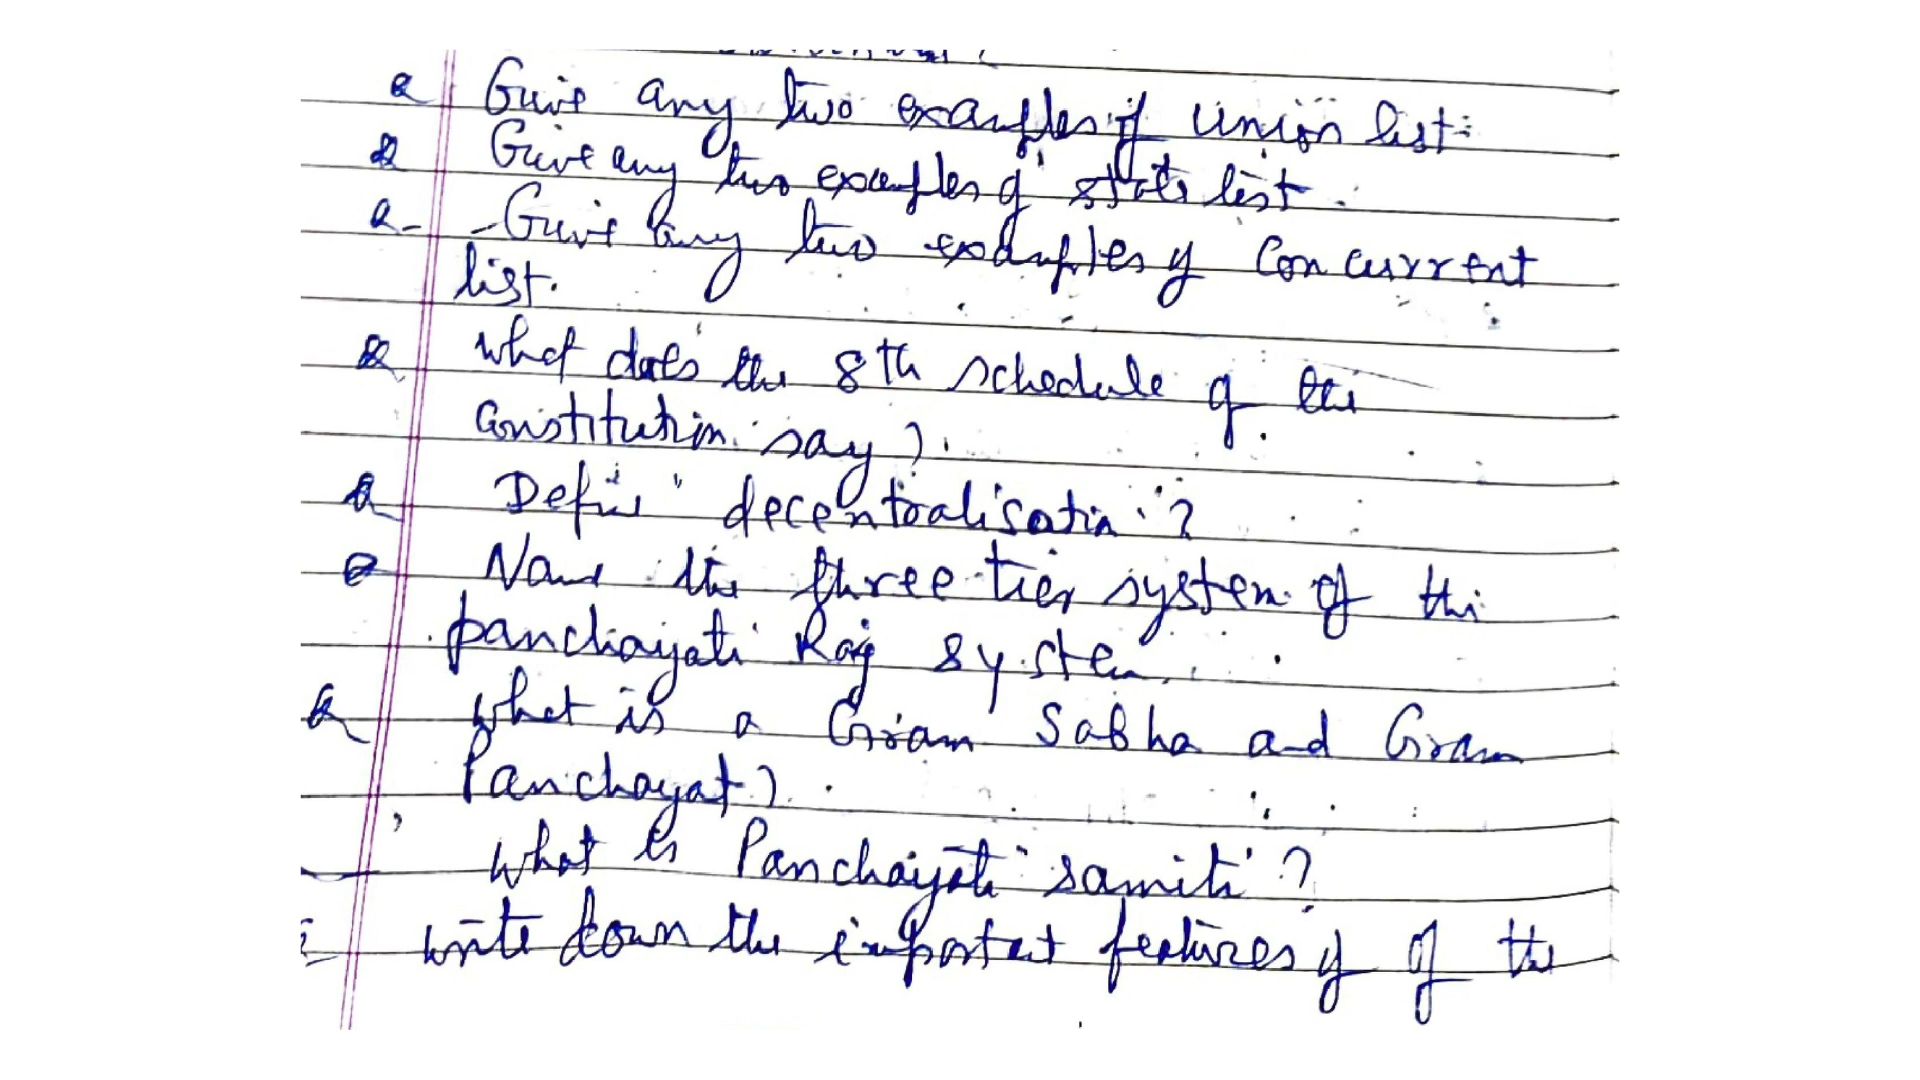 Q Give any two examples of Union list:
Q Give any two examples of state list.
Q- -Give any two examples of Concurrent
list.
Q what does the 8th schedule of the
Constitution say?
Q Define "decentralisation"?
Q Name the three-tier system of the
panchayati Raj system.
Q what is a Gram Sabha and Gram
Panchayat?
What is Panchayati samiti?
write down the important features of of the